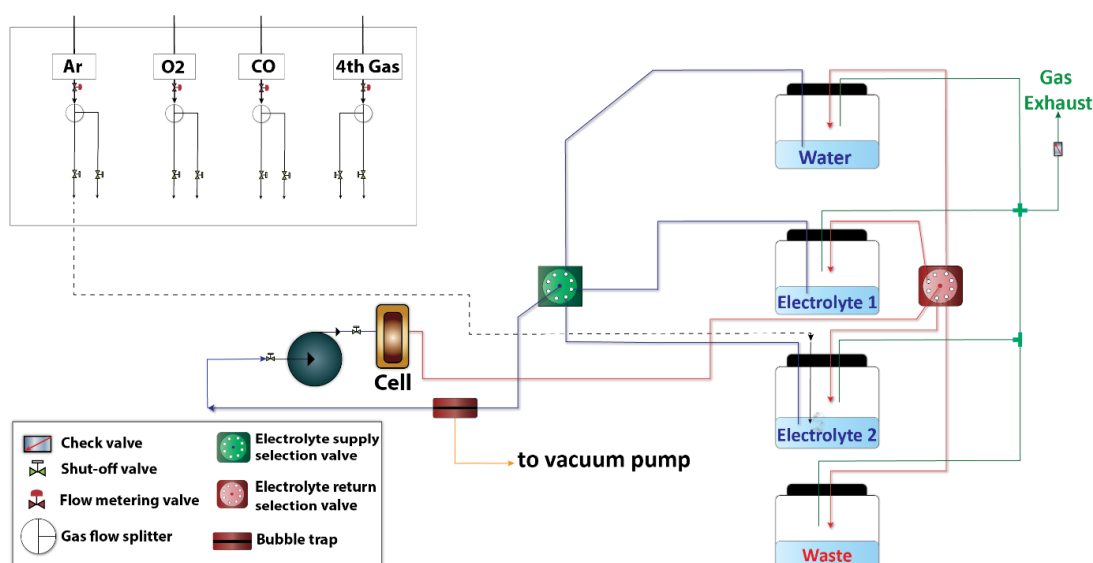 Ar
O2
CO
4th Gas
Gas
Exhaust
Water
Electrolyte 1
Cell
Electrolyte 2
to vacuum pump
Waste
Check valve
Shut-off valve
Flow metering valve
Gas flow splitter
Electrolyte supply
selection valve
Electrolyte return
selection valve
Bubble trap